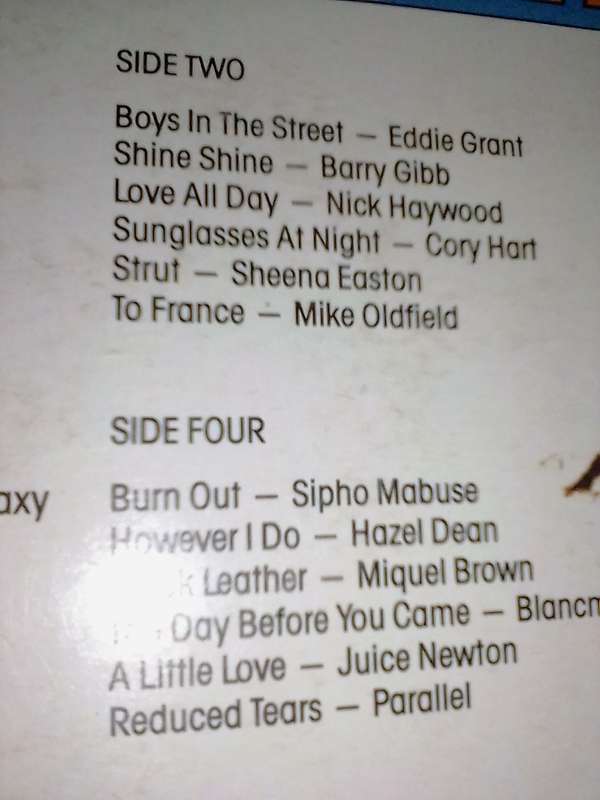 SIDE TWO
Boys In The Street — Eddie Grant
Shine Shine — Barry Gibb
Love All Day — Nick Haywood
Sunglasses At Night — Cory Hart
Strut — Sheena Easton
To France — Mike Oldfield
SIDE FOUR
axy
Burn Out — Sipho Mabuse
However I Do — Hazel Dean
Leather — Miquel Brown
Day Before You Came — Blancm
A Little Love — Juice Newton
Reduced Tears — Parallel